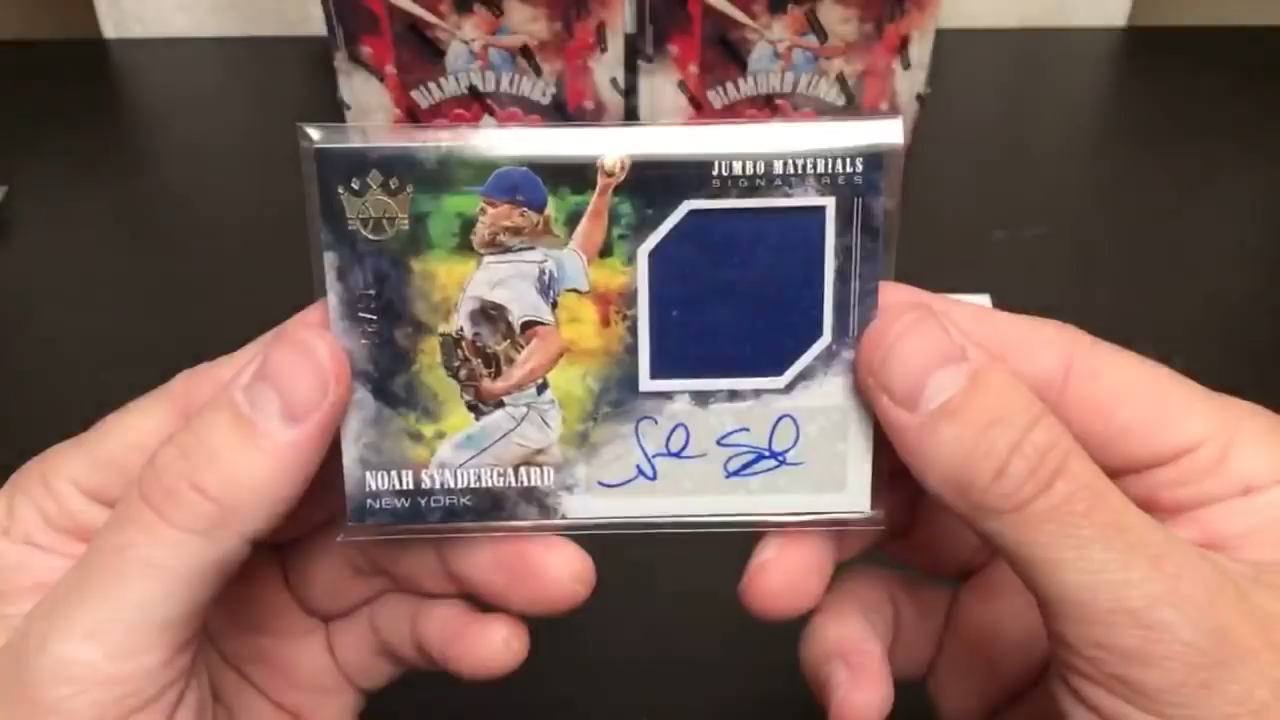 DIAMOND KINGS
DIAMOND KINGS
JUMBO MATERIALS
SIGNATURES
NOAH SYNDERGAARD
NEW YORK